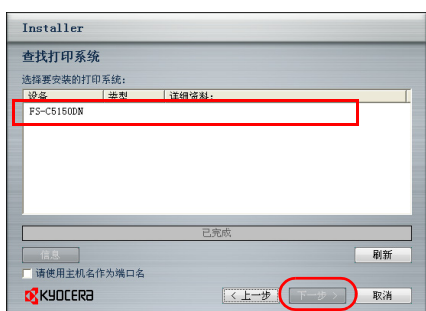 Installer
查找打印系统
选择要安装的打印系统:
设备 类型 详细资料:
FS-C5150DN
已完成
信息 刷新
请使用主机名作为端口名
KYOCERA < 上一步 下一步 > 取消